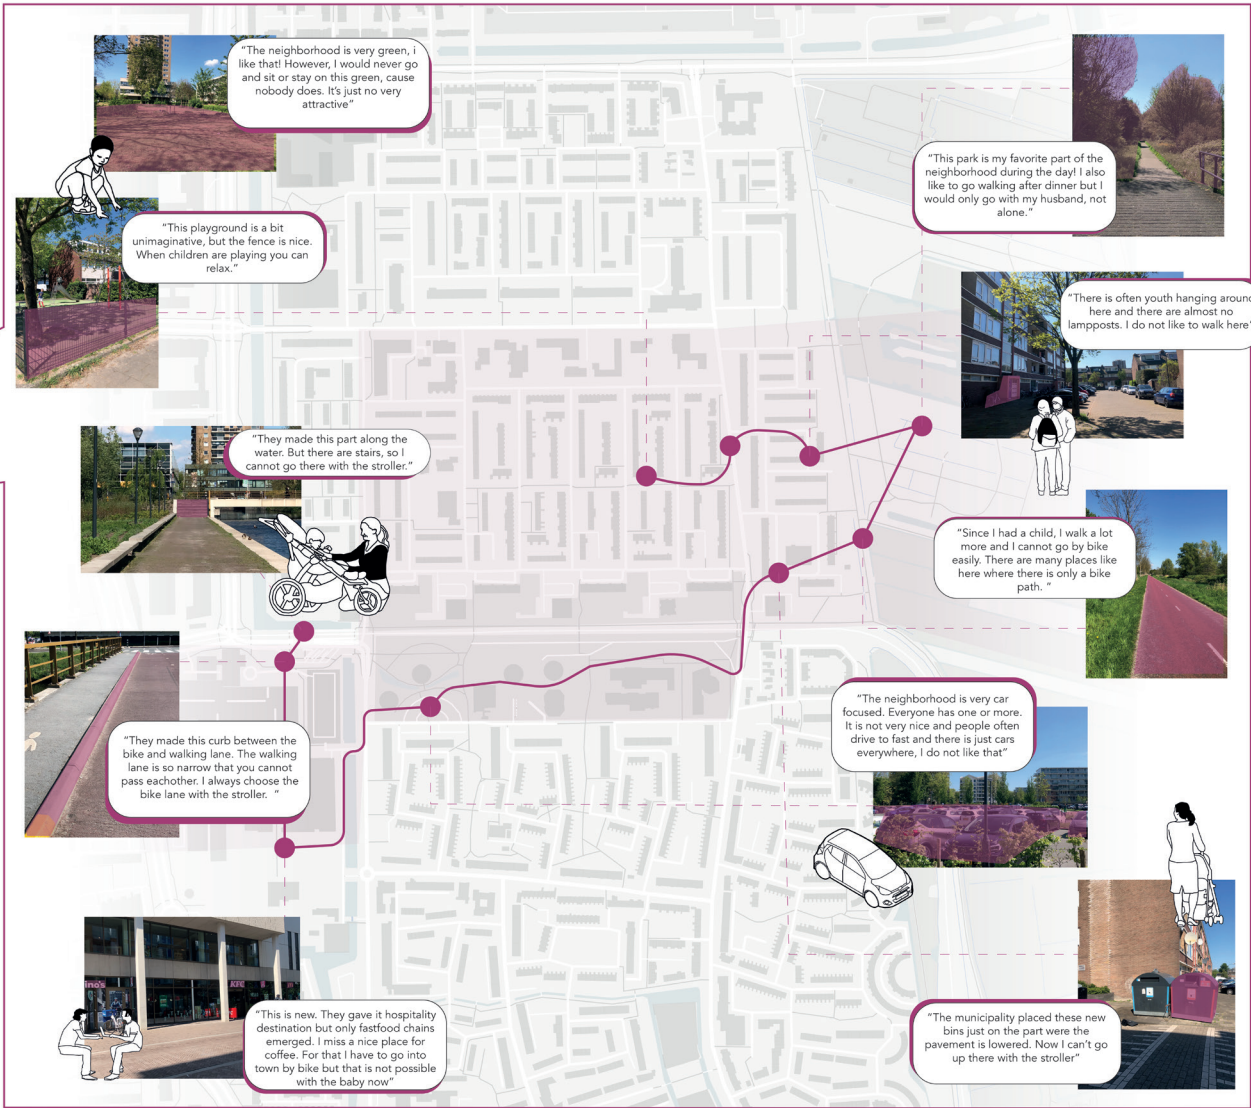 “The neighborhood is very green, i
like that! However, I would never go
and sit or stay on this green, cause
nobody does. It’s just no very
attractive”
“This park is my favorite part of the
neighborhood during the day! I also
like to go walking after dinner but I
would only go with my husband, not
alone.”
“This playground is a bit
unimaginative, but the fence is nice.
When children are playing you can
relax.”
“There is often youth hanging around
here and there are almost no
lampposts. I do not like to walk here”
“They made this part along the
water. But there are stairs, so I
cannot go there with the stroller.”
“Since I had a child, I walk a lot
more and I cannot go by bike
easily. There are many places like
here where there is only a bike
path. ”
“The neighborhood is very car
focused. Everyone has one or more.
It is not very nice and people often
drive to fast and there is just cars
everywhere, I do not like that”
“They made this curb between the
bike and walking lane. The walking
lane is so narrow that you cannot
pass eachother. I always choose the
bike lane with the stroller. ”
ino's
KFC
“This is new. They gave it hospitality
destination but only fastfood chains
emerged. I miss a nice place for
coffee. For that I have to go into
town by bike but that is not possible
with the baby now”
“The municipality placed these new
bins just on the part were the
pavement is lowered. Now I can’t go
up there with the stroller”